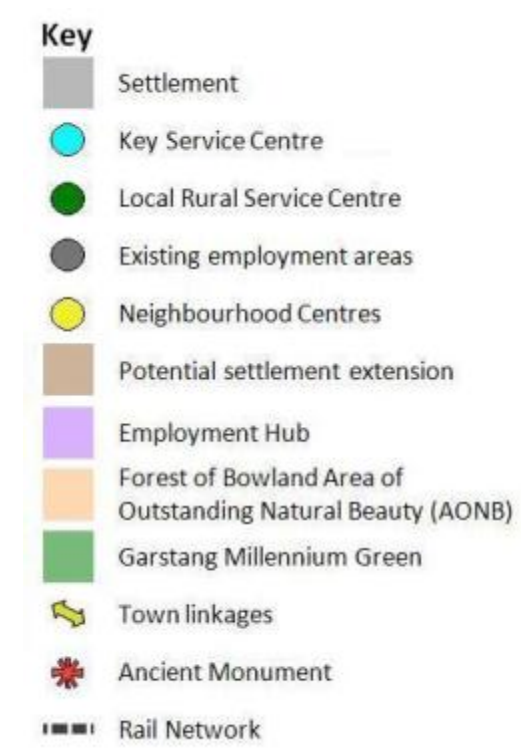 Key
Settlement
Key Service Centre
Local Rural Service Centre
Existing employment areas
Neighbourhood Centres
Potential settlement extension
Employment Hub
Forest of Bowland Area of
Outstanding Natural Beauty (AONB)
Garstang Millennium Green
Town linkages
Ancient Monument
Rail Network